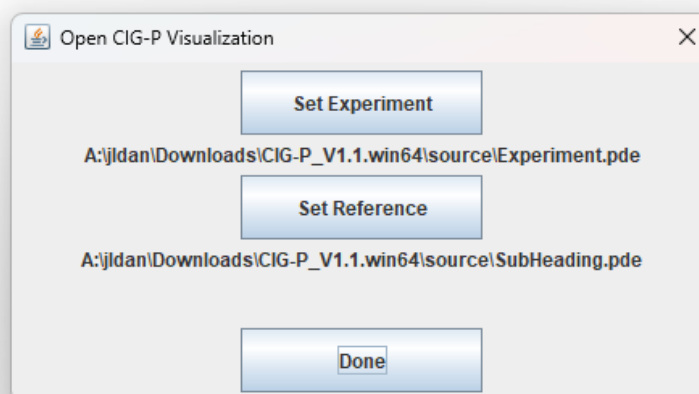 Open CIG-P Visualization
Set Experiment
A:\jldan\Downloads\CIG-P_V1.1.win64\source\Experiment.pde
Set Reference
A:\jldan\Downloads\CIG-P_V1.1.win64\source\SubHeading.pde
Done